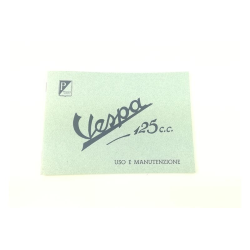 Vespa
125 c.c.
USO E MANUTENZIONE